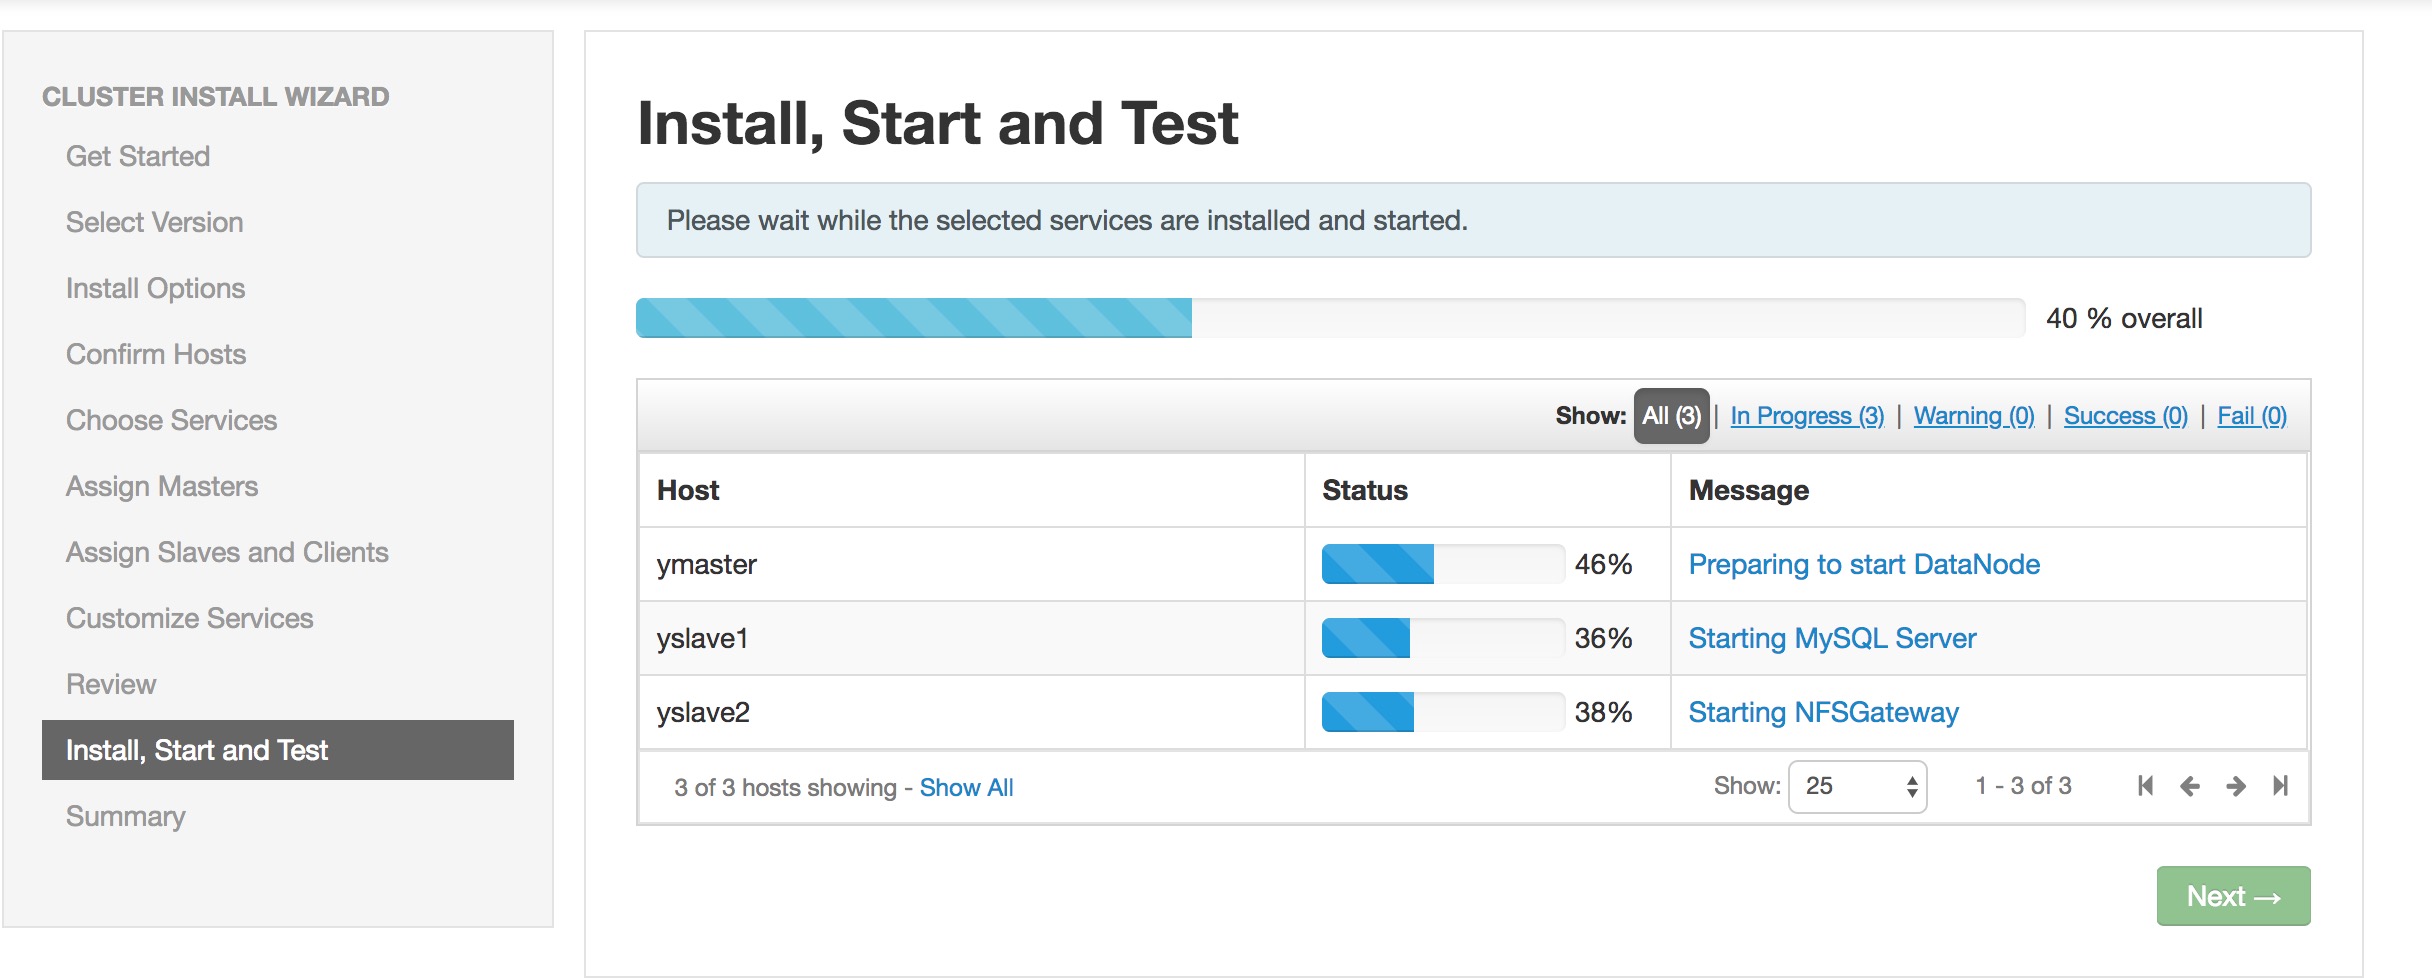 CLUSTER INSTALL WIZARD
Get Started
Select Version
Install Options
Confirm Hosts
Choose Services
Assign Masters
Assign Slaves and Clients
Customize Services
Review
Install, Start and Test
Summary
Install, Start and Test
Please wait while the selected services are installed and started.
40 % overall
Show: All (3) | In Progress (3) | Warning (0) | Success (0) | Fail (0)
Host Status Message
ymaster 46% Preparing to start DataNode
yslave1 36% Starting MySQL Server
yslave2 38% Starting NFSGateway
3 of 3 hosts showing - Show All Show: 25 1 - 3 of 3
Next →